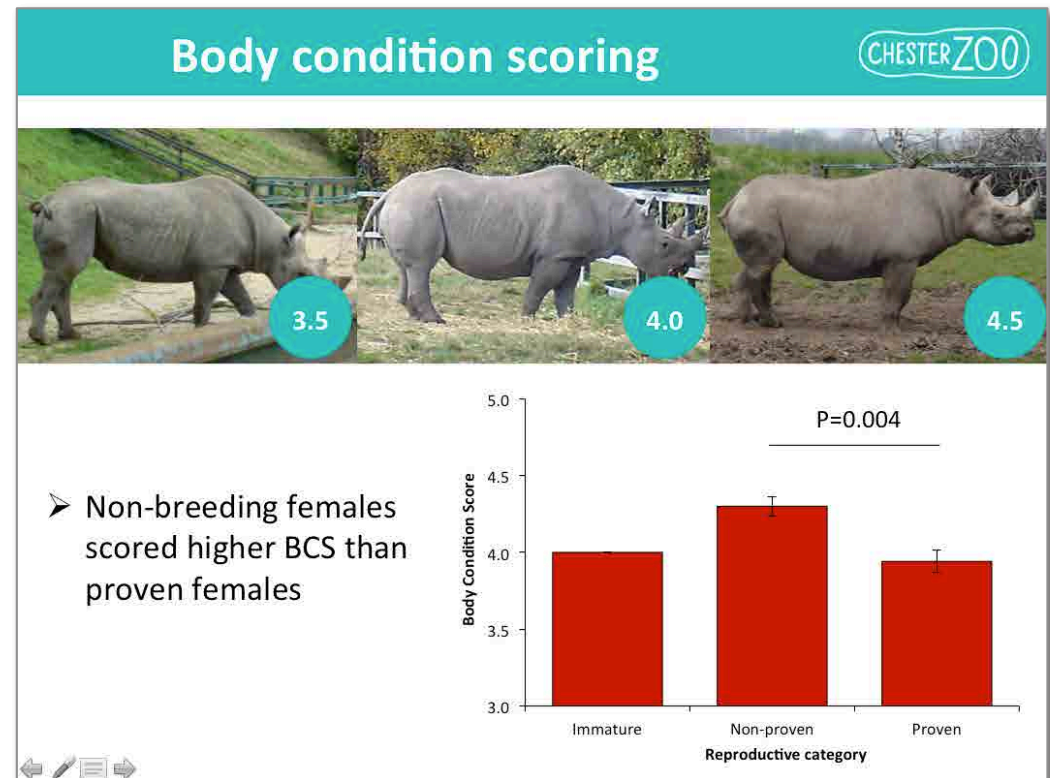 Body condition scoring
CHESTER ZOO
3.5
4.0
4.5
➢ Non-breeding females
scored higher BCS than
proven females
5.0
P=0.004
4.5
4.0
3.5
3.0
Body Condition Score
Immature
Non-proven
Proven
Reproductive category